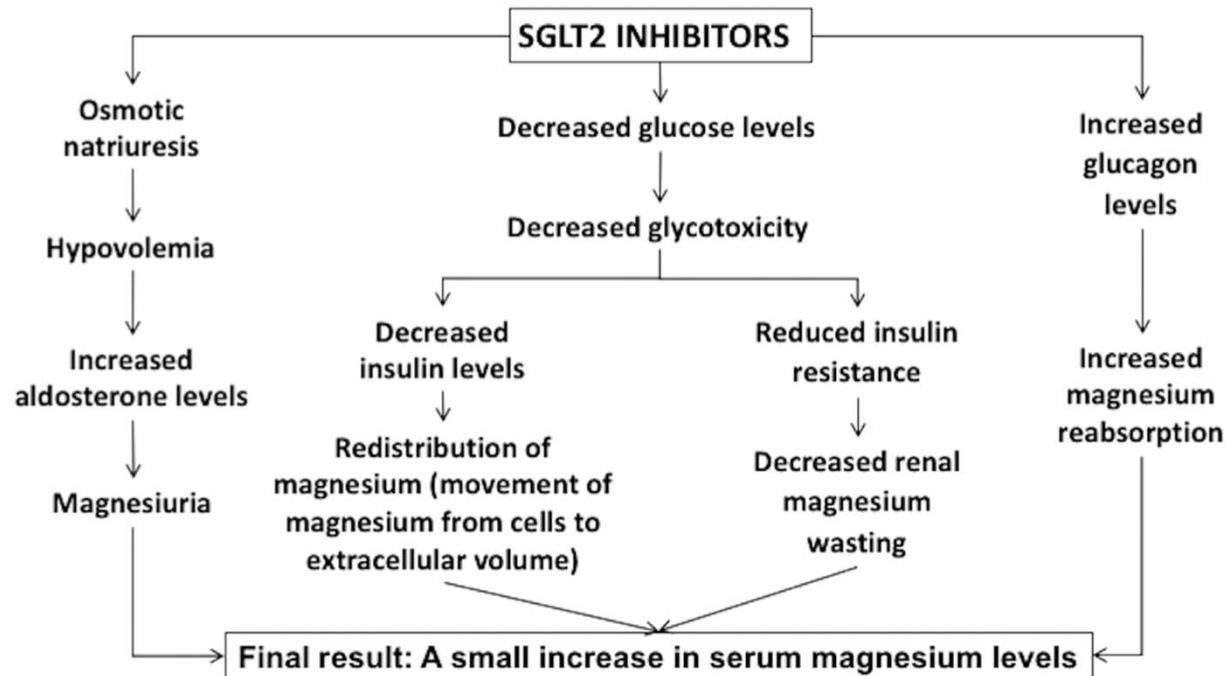 SGLT2 INHIBITORS
Osmotic
natriuresis
Hypovolemia
Increased
aldosterone levels
Magnesiuria
Decreased glucose levels
Decreased glycotoxicity
Decreased
insulin levels
Redistribution of
magnesium (movement of
magnesium from cells to
extracellular volume)
Reduced insulin
resistance
Decreased renal
magnesium
wasting
Increased
glucagon
levels
Increased
magnesium
reabsorption
Final result: A small increase in serum magnesium levels